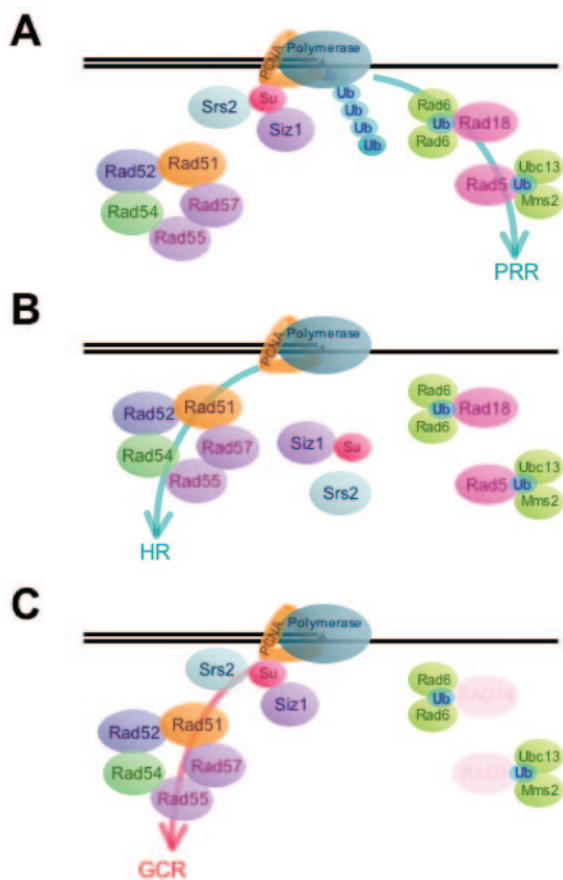 A
PCNA
Polymerase
Ub
Su
Srs2
Siz1
Ub
Ub
Ub
Ub
Rad6
Ub
Rad18
Rad6
Rad52
Rad51
Rad54
Rad57
Rad55
Ubc13
Rad5
Ub
Mms2
PRR
B
PCNA
Polymerase
Rad52
Rad51
Rad54
Rad57
Rad55
Siz1
Su
Srs2
Rad6
Ub
Rad18
Rad6
Ubc13
Rad5
Ub
Mms2
HR
C
PCNA
Polymerase
Srs2
Su
Siz1
Rad52
Rad51
Rad54
Rad57
Rad55
Rad6
Ub
RAD18
Rad6
Ubc13
Ub
Mms2
GCR